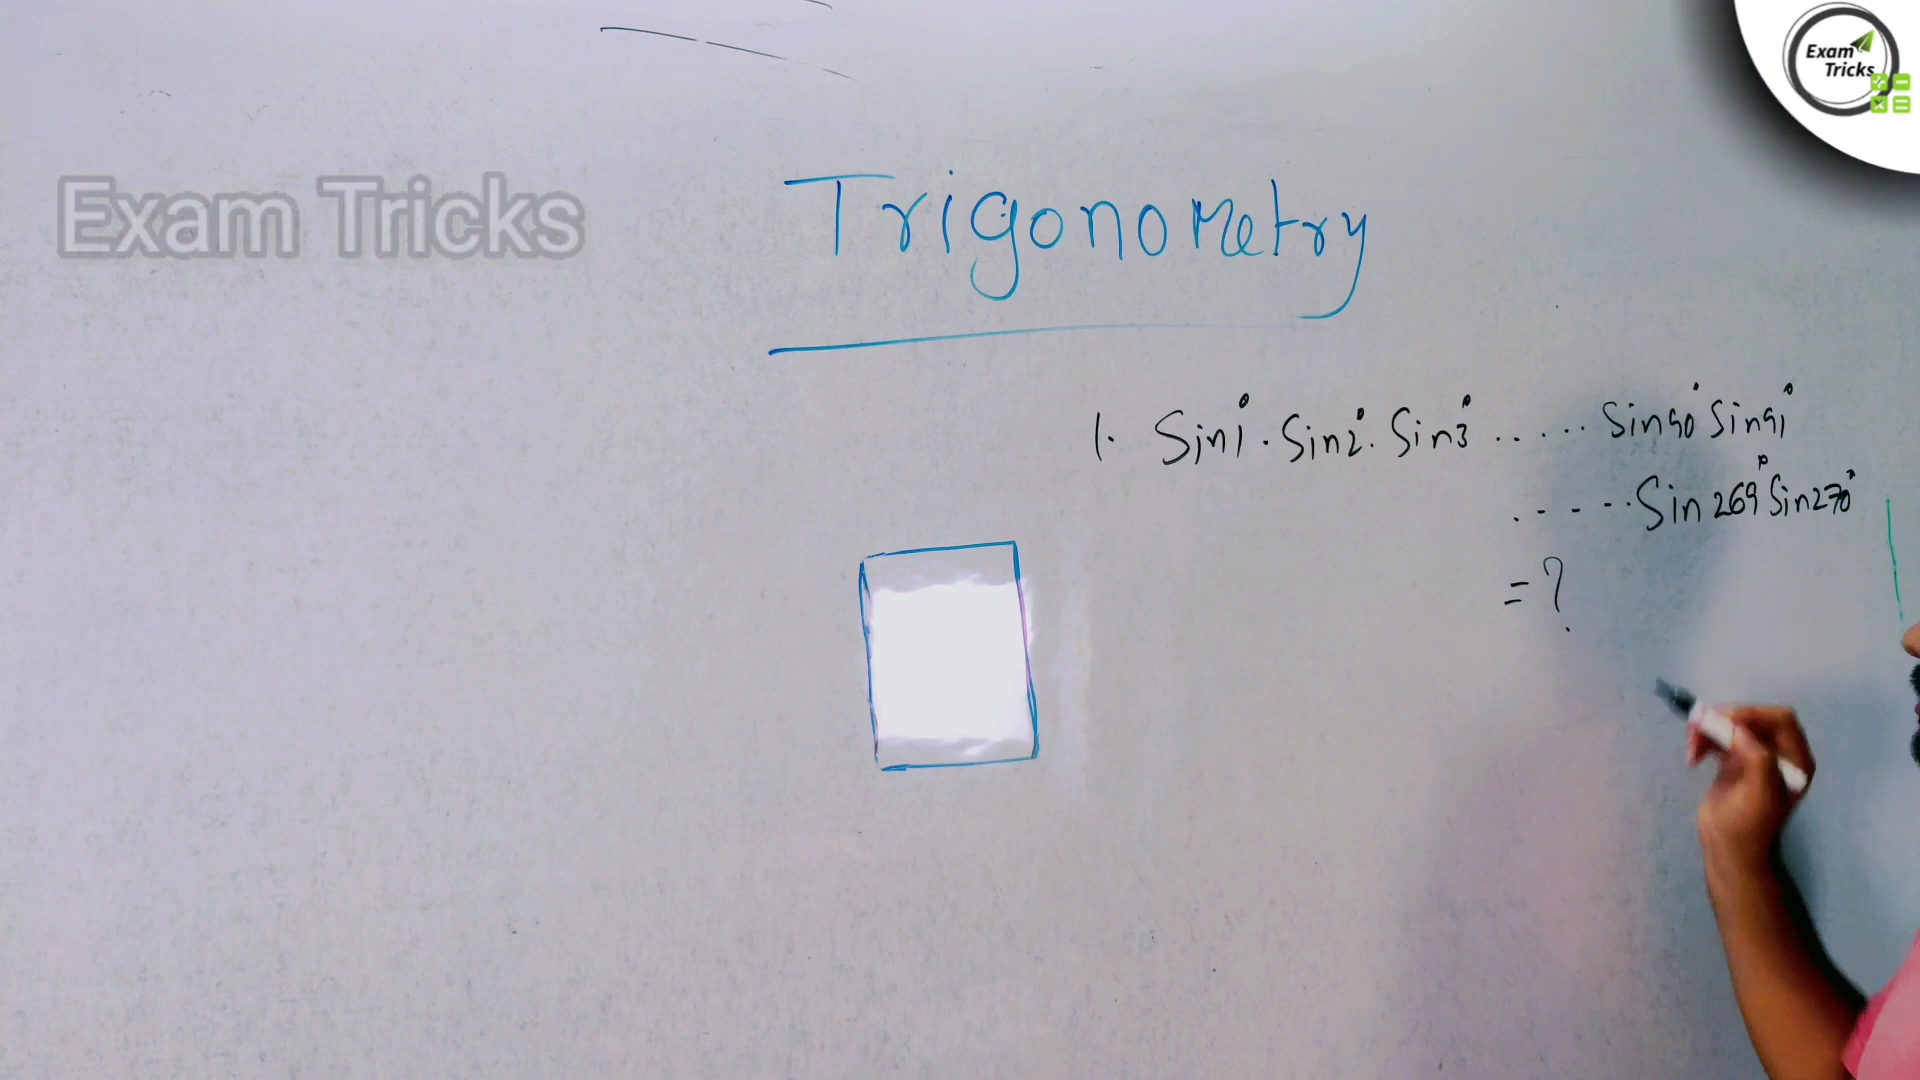 Exam
Tricks
Exam Tricks
Trigonometry
1. Sin1° . Sin2° . Sin3° ..... Sin90° Sin91°
..... Sin269° Sin270°
= ?